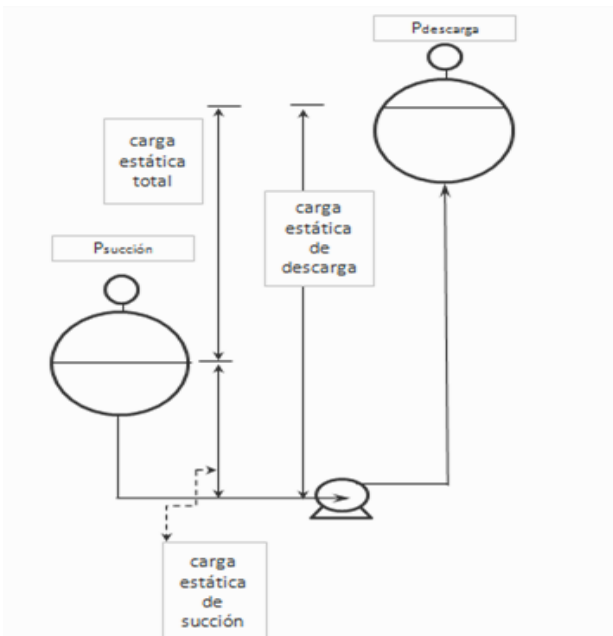 Pdescarga
carga
estática
total
carga
estática
de
descarga
Psucción
carga
estática
de
succión